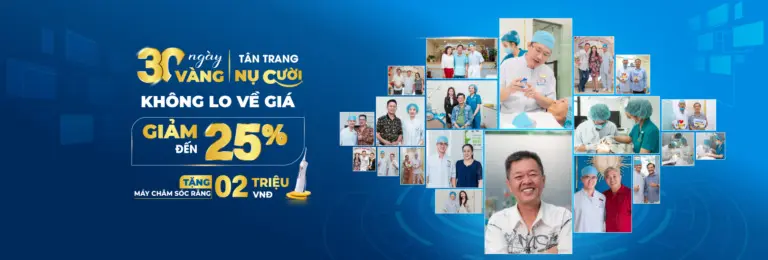 30 ngày VÀNG
TÂN TRANG
NỤ CƯỜI
KHÔNG LO VỀ GIÁ
GIẢM
ĐẾN
25%
TẶNG
MÁY CHĂM SÓC RĂNG
02 TRIỆU
VNĐ